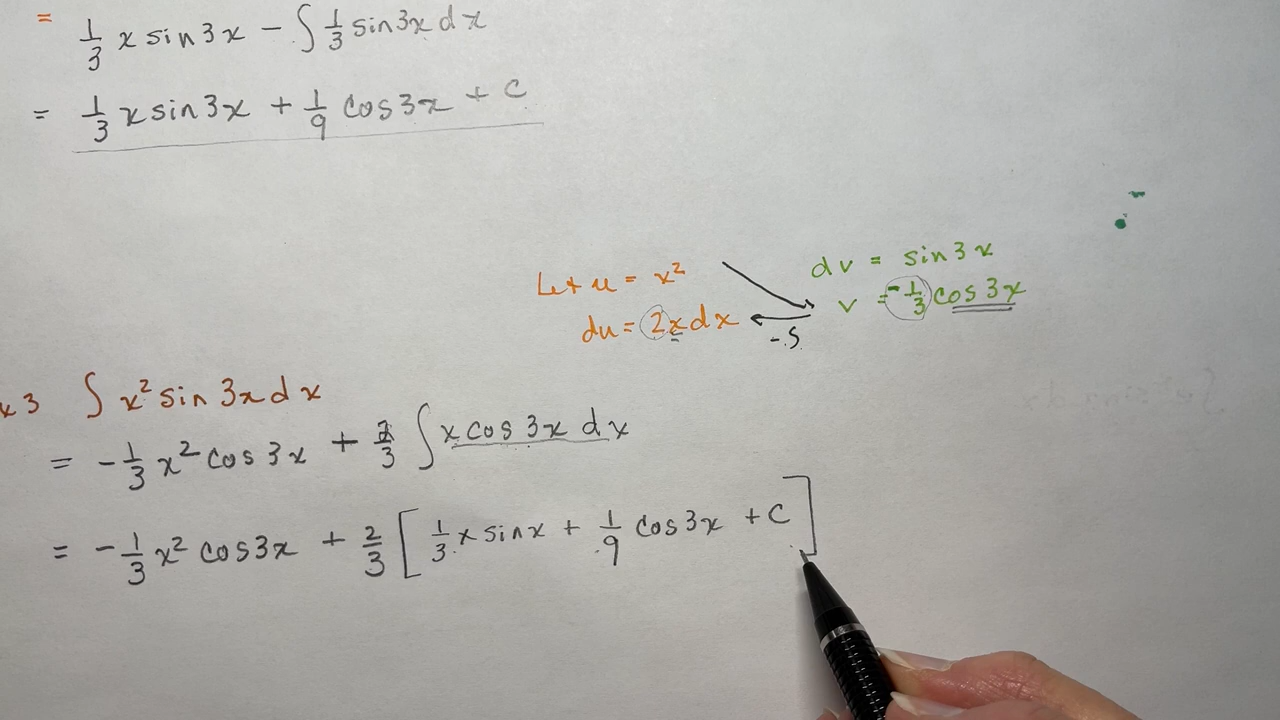 = 1/3 x sin 3x - ∫ 1/3 sin 3x dx
= 1/3 x sin 3x + 1/9 cos 3x + C
Let u = x² dv = sin 3x
du = 2x dx -∫ v = -1/3 cos 3x
x 3 ∫ x² sin 3x dx
= -1/3 x² cos 3x + 2/3 ∫ x cos 3x dx
= -1/3 x² cos 3x + 2/3 [ 1/3 x sin x + 1/9 cos 3x + C ]